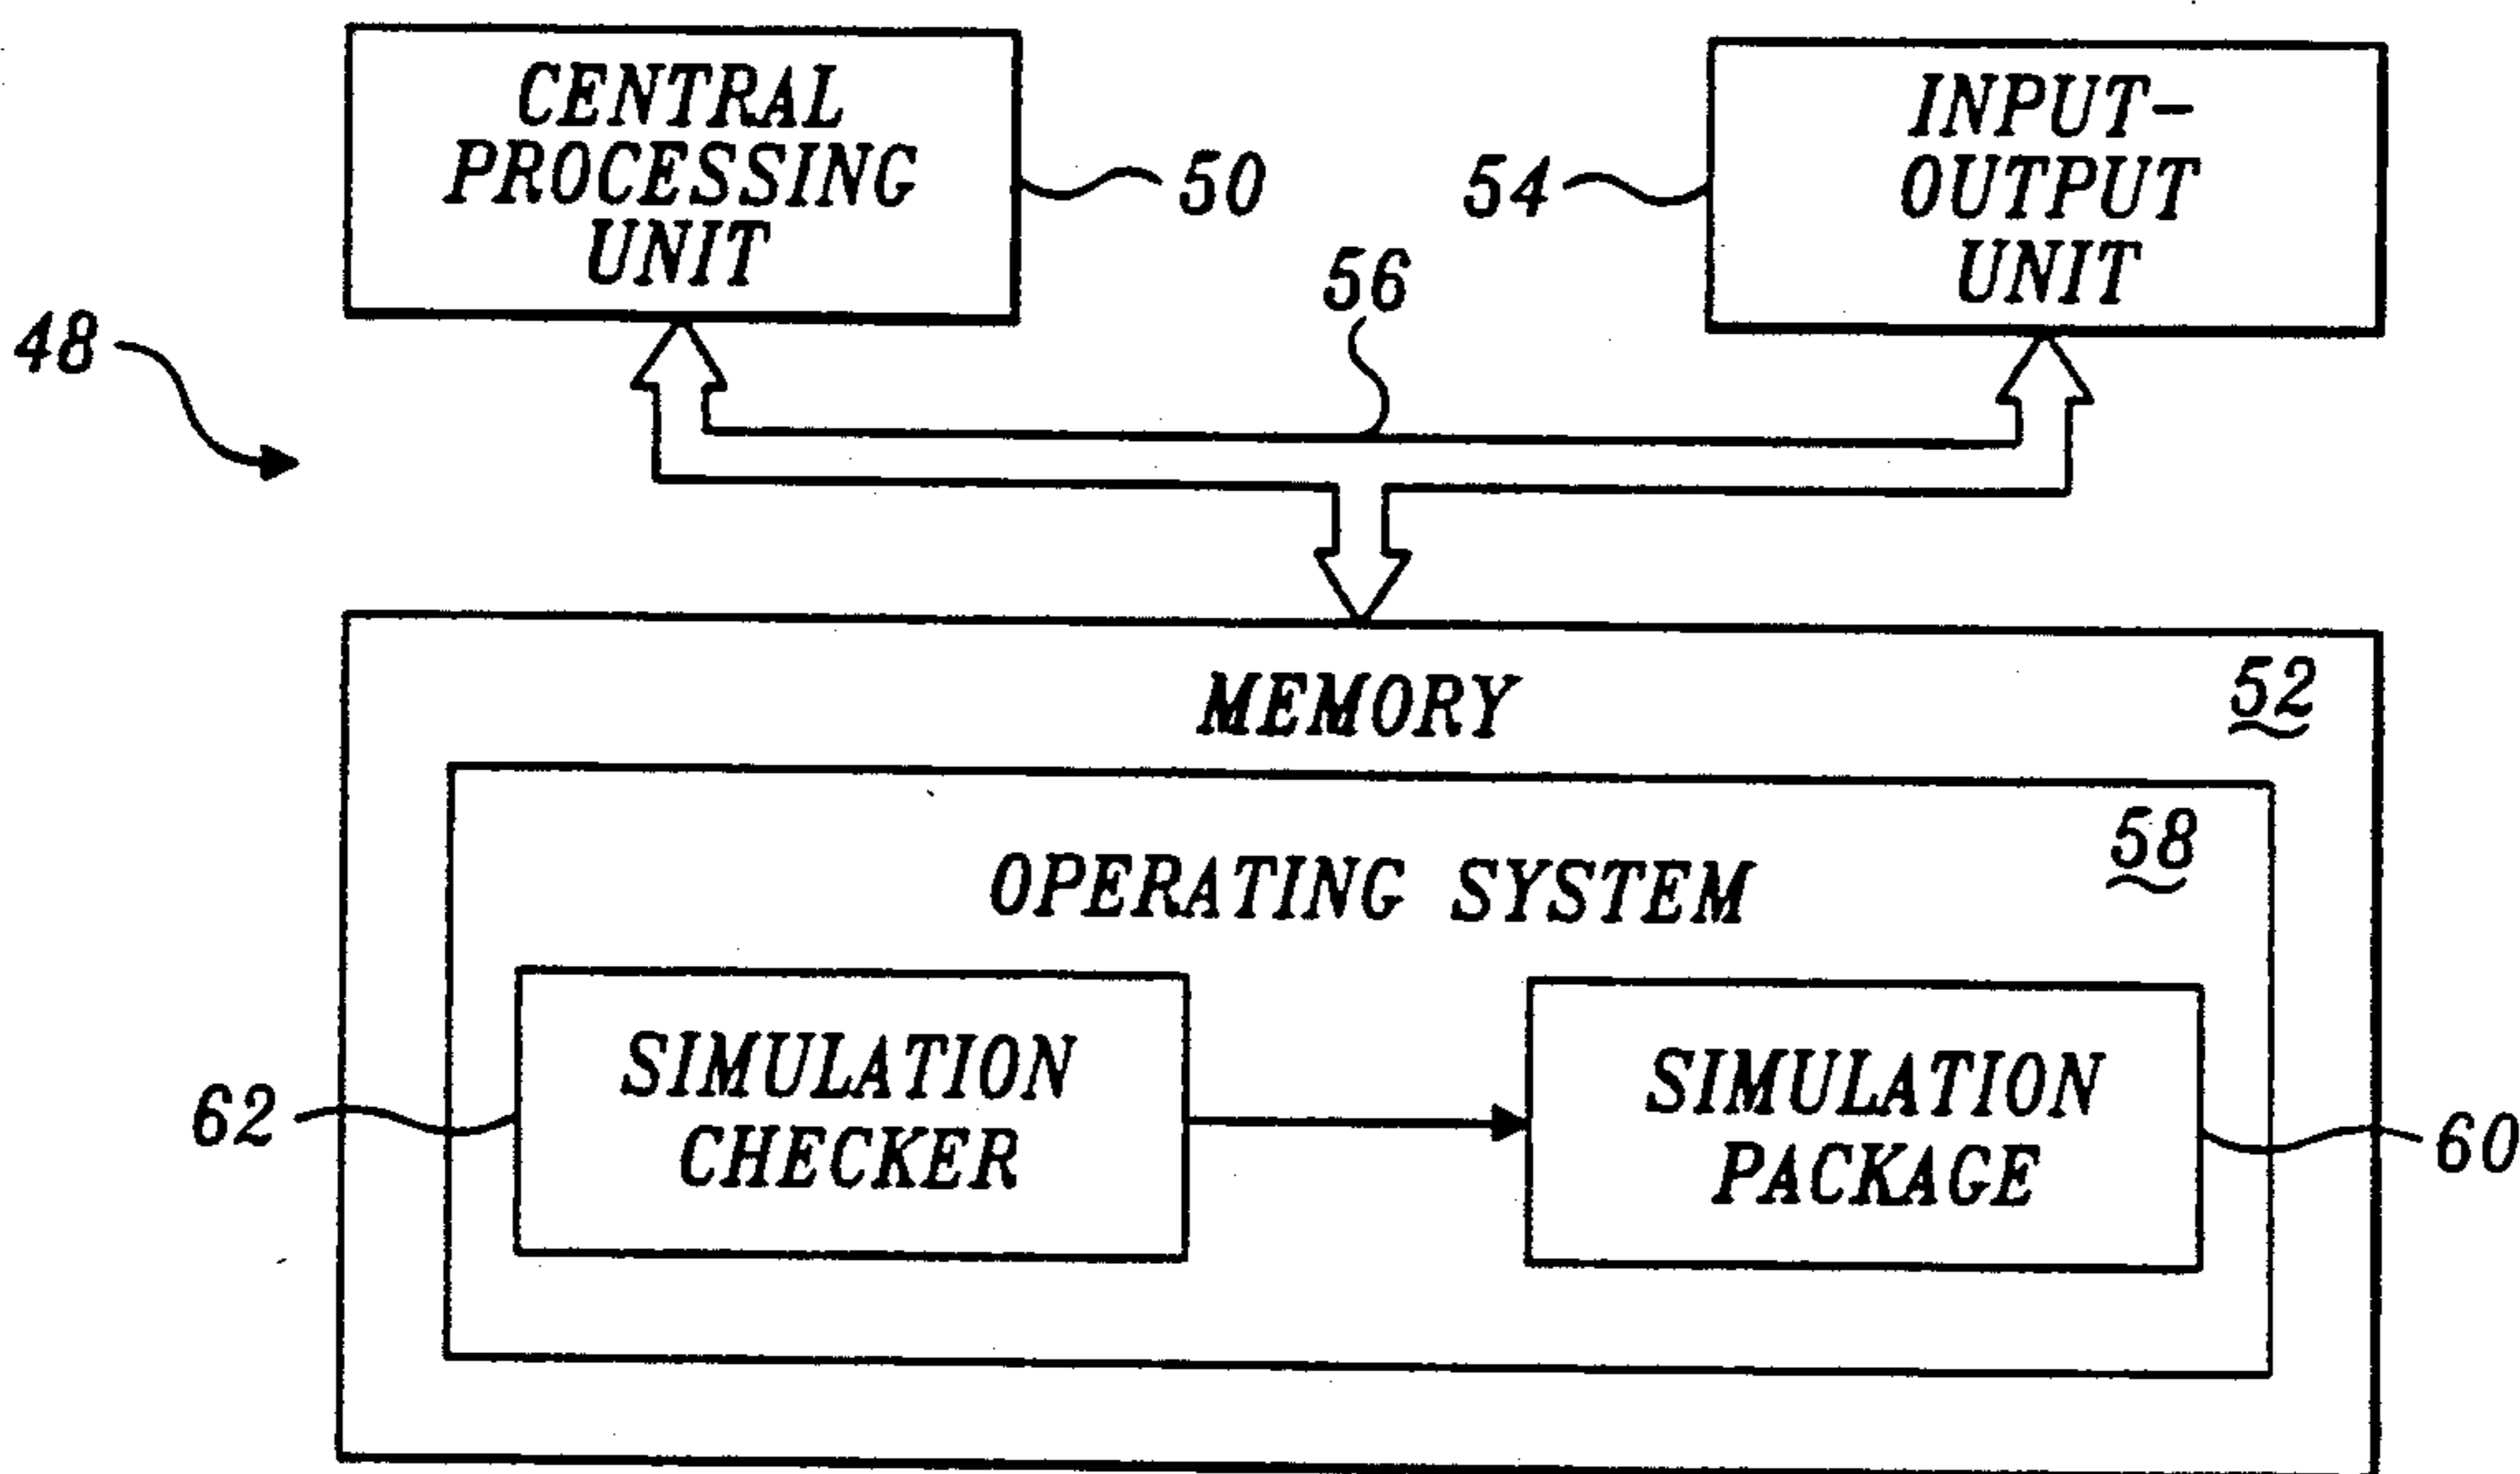 CENTRAL
PROCESSING
UNIT
50
54
INPUT-
OUTPUT
UNIT
56
48
MEMORY
52
58
OPERATING SYSTEM
SIMULATION
CHECKER
62
SIMULATION
PACKAGE
60